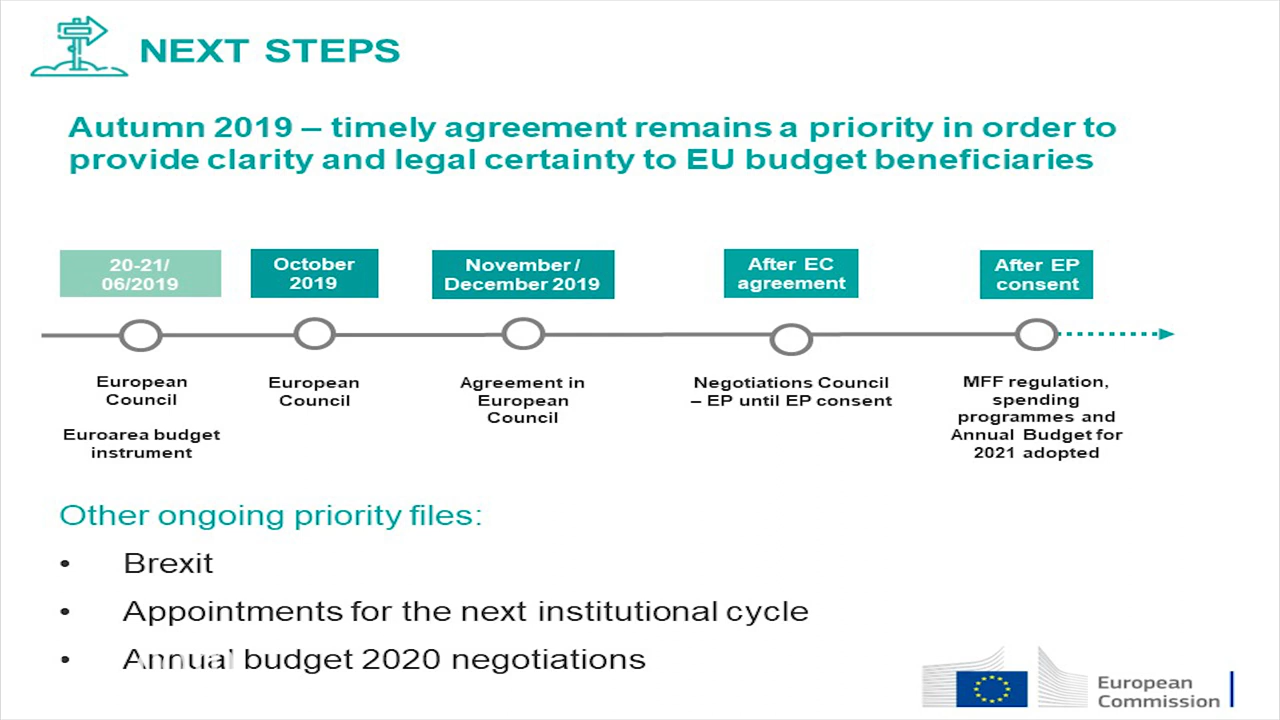 NEXT STEPS
Autumn 2019 – timely agreement remains a priority in order to
provide clarity and legal certainty to EU budget beneficiaries
20-21/
06/2019
October
2019
November /
December 2019
After EC
agreement
After EP
consent
European
Council
Euroarea budget
instrument
European
Council
Agreement in
European
Council
Negotiations Council
– EP until EP consent
MFF regulation,
spending
programmes and
Annual Budget for
2021 adopted
Other ongoing priority files:
• Brexit
• Appointments for the next institutional cycle
• Annual budget 2020 negotiations
European
Commission